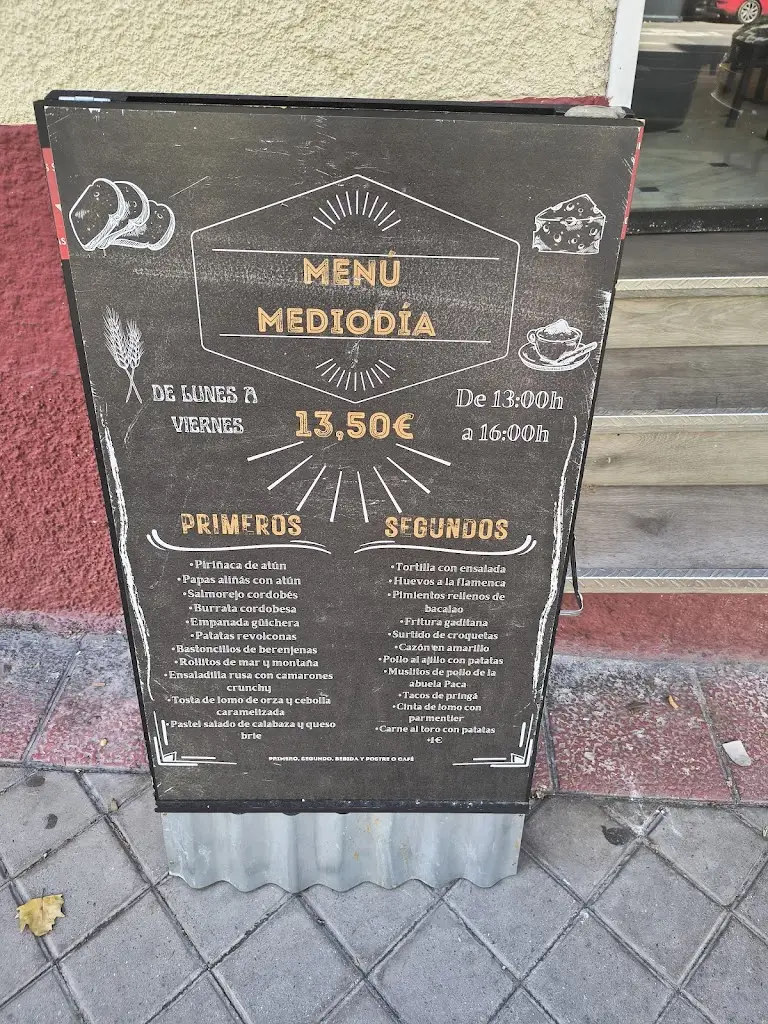 MENÚ
MEDIODÍA
DE LUNES A
VIERNES
13,50€
De 13:00h
a 16:00h
PRIMEROS
•Piriñaca de atún
•Papas aliñás con atún
•Salmorejo cordobés
•Burrata cordobesa
•Empanada güichera
•Patatas revolconas
•Bastoncillos de berenjenas
•Rollitos de mar y montaña
•Ensaladilla rusa con camarones
crunchy
•Tosta de lomo de orza y cebolla
caramelizada
•Pastel salado de calabaza y queso
brie
SEGUNDOS
•Tortilla con ensalada
•Huevos a la flamenca
•Pimientos rellenos de
bacalao
•Fritura gaditana
•Surtido de croquetas
•Cazón en amarillo
•Pollo al ajillo con patatas
•Muslitos de pollo de la
abuela Paca
•Tacos de pringá
•Cinta de lomo con
parmentier
•Carne al toro con patatas
+1€
PRIMERO, SEGUNDO, BEBIDA Y POSTRE O CAFÉ